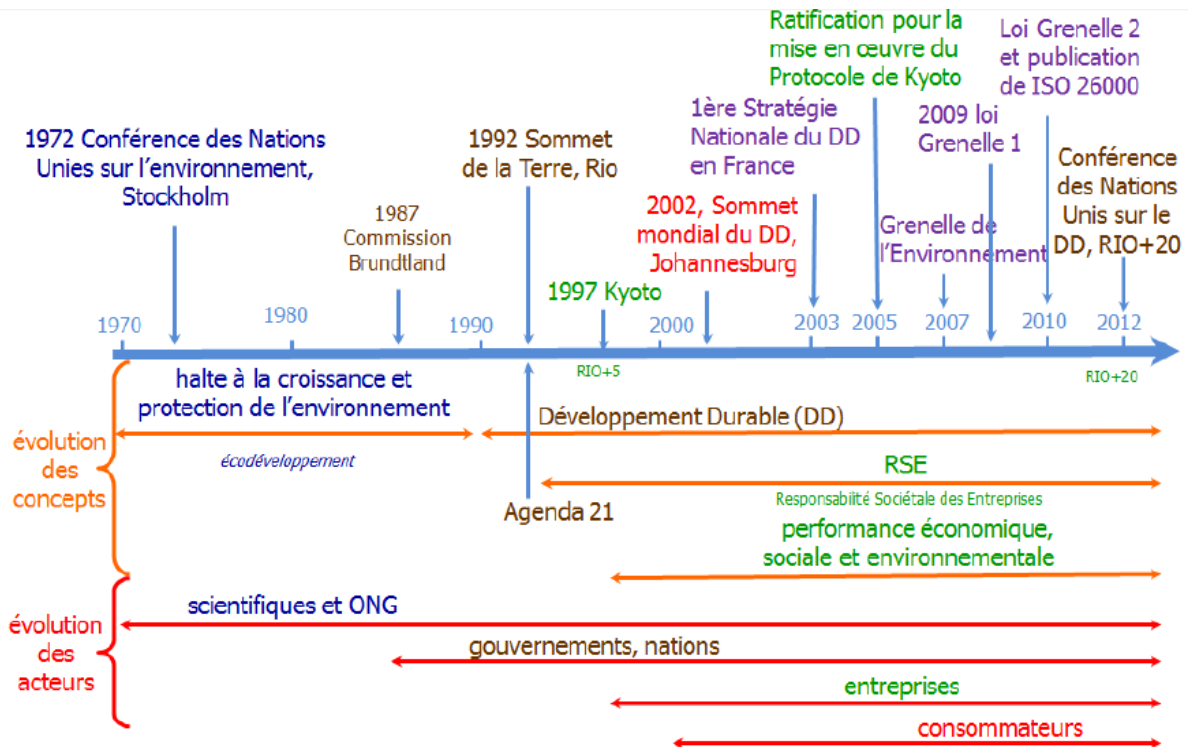 Ratification pour la
mise en œuvre du
Protocole de Kyoto
Loi Grenelle 2
et publication
de ISO 26000
1972 Conférence des Nations
Unies sur l'environnement,
Stockholm
1992 Sommet
de la Terre, Rio
1ère Stratégie
Nationale du DD
en France
2009 loi
Grenelle 1
Conférence
des Nations
Unis sur le
DD, RIO+20
1987
Commission
Brundtland
2002, Sommet
mondial du DD,
Johannesburg
Grenelle de
l'Environnement
1997 Kyoto
1970
1980
1990
2000
2003
2005
2007
2010
2012
RIO+5
RIO+20
halte à la croissance et
protection de l'environnement
Développement Durable (DD)
évolution
des
concepts
écodéveloppement
RSE
Agenda 21
Responsabilté Sociétale des Entreprises
performance économique,
sociale et environnementale
évolution
des
acteurs
scientifiques et ONG
gouvernements, nations
entreprises
consommateurs